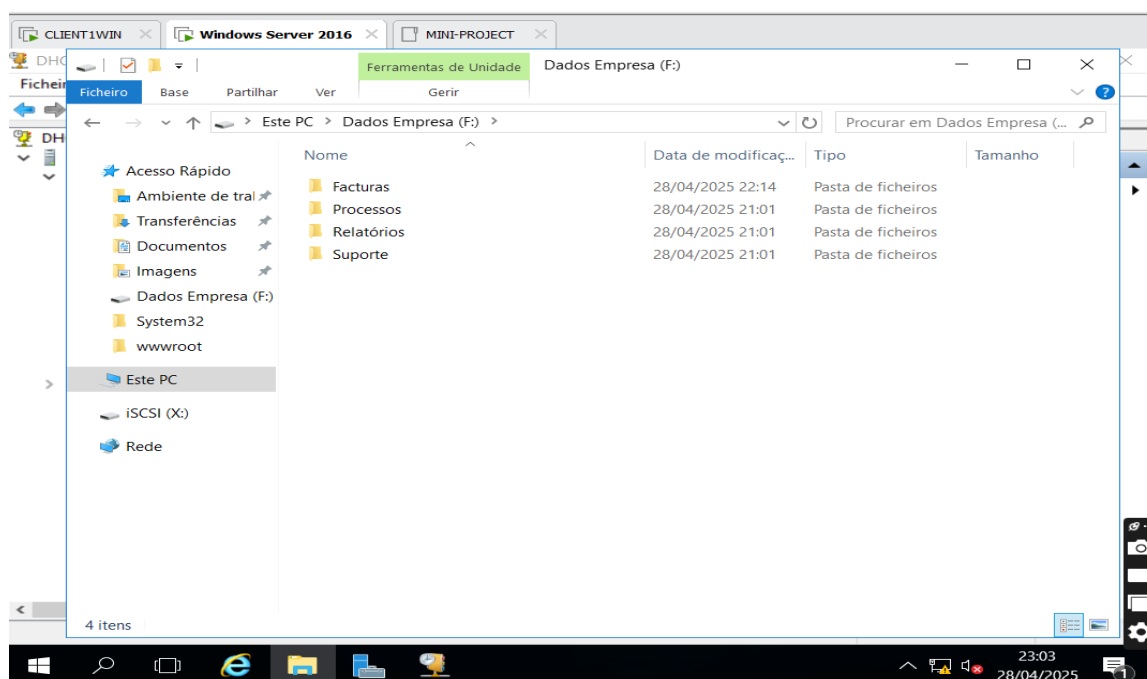 CLIENT1WIN
Windows Server 2016
MINI-PROJECT
DHC
Ferramentas de Unidade
Dados Empresa (F:)
Ficheir
Ficheiro
Base
Partilhar
Ver
Gerir
Este PC > Dados Empresa (F:) >
Procurar em Dados Empresa (...
DH
Nome
Data de modificaç...
Tipo
Tamanho
Acesso Rápido
Ambiente de tral
Transferências
Documentos
Imagens
Dados Empresa (F:)
System32
wwwroot
Este PC
iSCSI (X:)
Rede
Facturas 28/04/2025 22:14 Pasta de ficheiros
Processos 28/04/2025 21:01 Pasta de ficheiros
Relatórios 28/04/2025 21:01 Pasta de ficheiros
Suporte 28/04/2025 21:01 Pasta de ficheiros
4 itens
23:03
28/04/2025
1